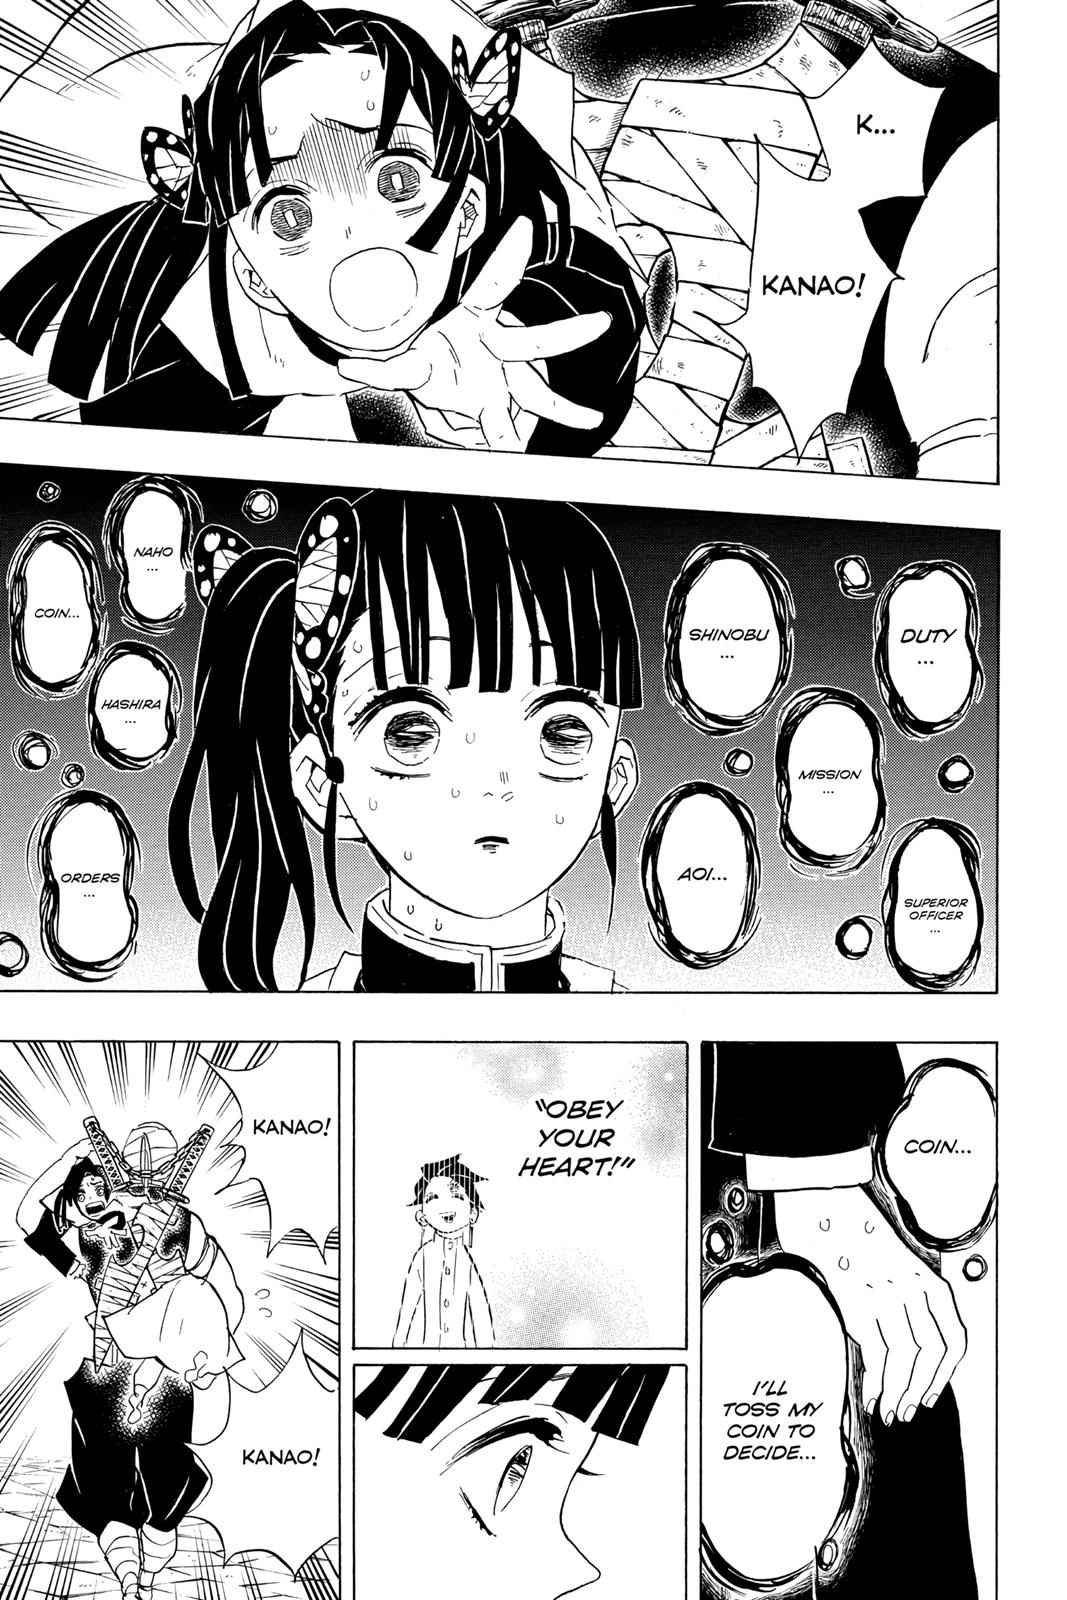 K...
KANAO!
DUTY
...
SHINOBU
...
MISSION
...
SUPERIOR
OFFICER
...
AOI...
NAHO
...
COIN...
HASHIRA
...
ORDERS
...
COIN...
I'LL
TOSS MY
COIN TO
DECIDE...
"OBEY
YOUR
HEART!"
KANAO!
KANAO!